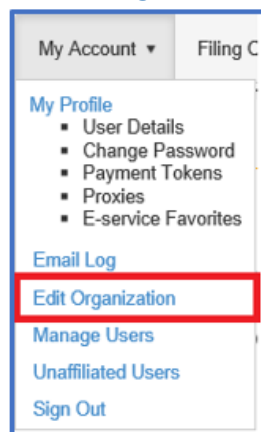 My Account ▾ Filing
My Profile
▪ User Details
▪ Change Password
▪ Payment Tokens
▪ Proxies
▪ E-service Favorites
Email Log
Edit Organization
Manage Users
Unaffiliated Users
Sign Out